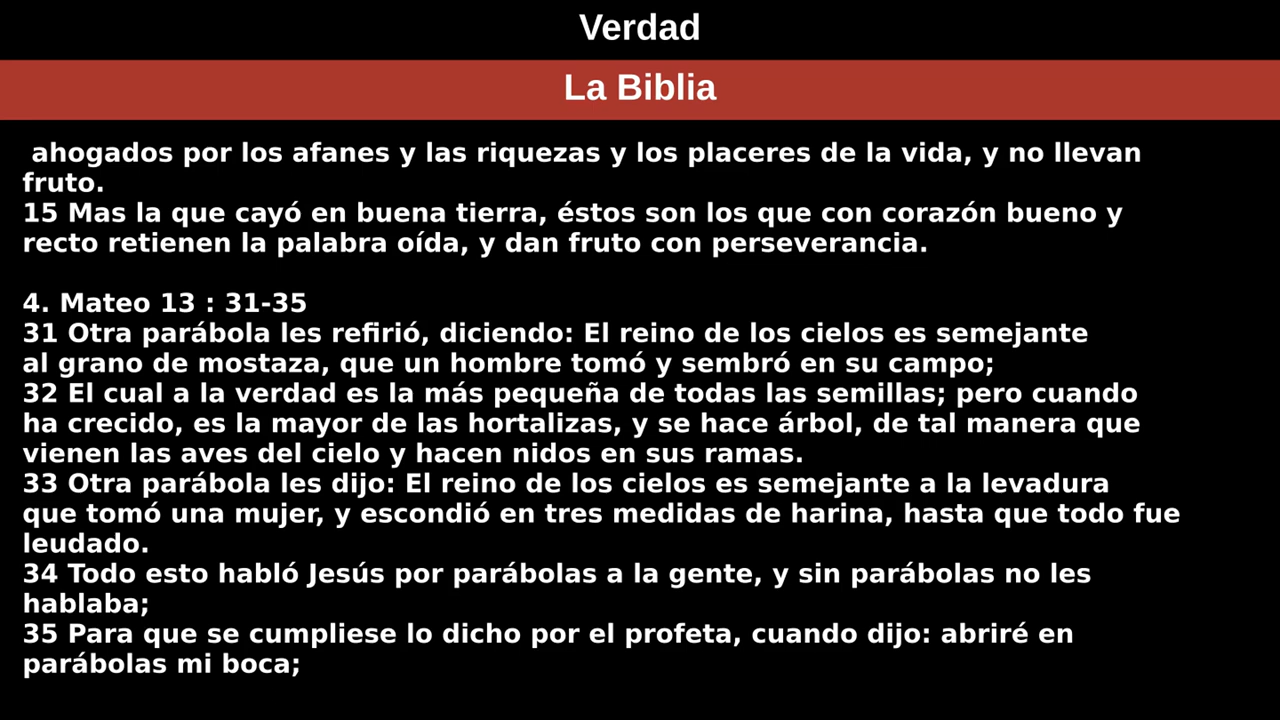 Verdad
La Biblia
ahogados por los afanes y las riquezas y los placeres de la vida, y no llevan
fruto.
15 Mas la que cayó en buena tierra, éstos son los que con corazón bueno y
recto retienen la palabra oída, y dan fruto con perseverancia.
4. Mateo 13 : 31-35
31 Otra parábola les refirió, diciendo: El reino de los cielos es semejante
al grano de mostaza, que un hombre tomó y sembró en su campo;
32 El cual a la verdad es la más pequeña de todas las semillas; pero cuando
ha crecido, es la mayor de las hortalizas, y se hace árbol, de tal manera que
vienen las aves del cielo y hacen nidos en sus ramas.
33 Otra parábola les dijo: El reino de los cielos es semejante a la levadura
que tomó una mujer, y escondió en tres medidas de harina, hasta que todo fue
leudado.
34 Todo esto habló Jesús por parábolas a la gente, y sin parábolas no les
hablaba;
35 Para que se cumpliese lo dicho por el profeta, cuando dijo: abriré en
parábolas mi boca;